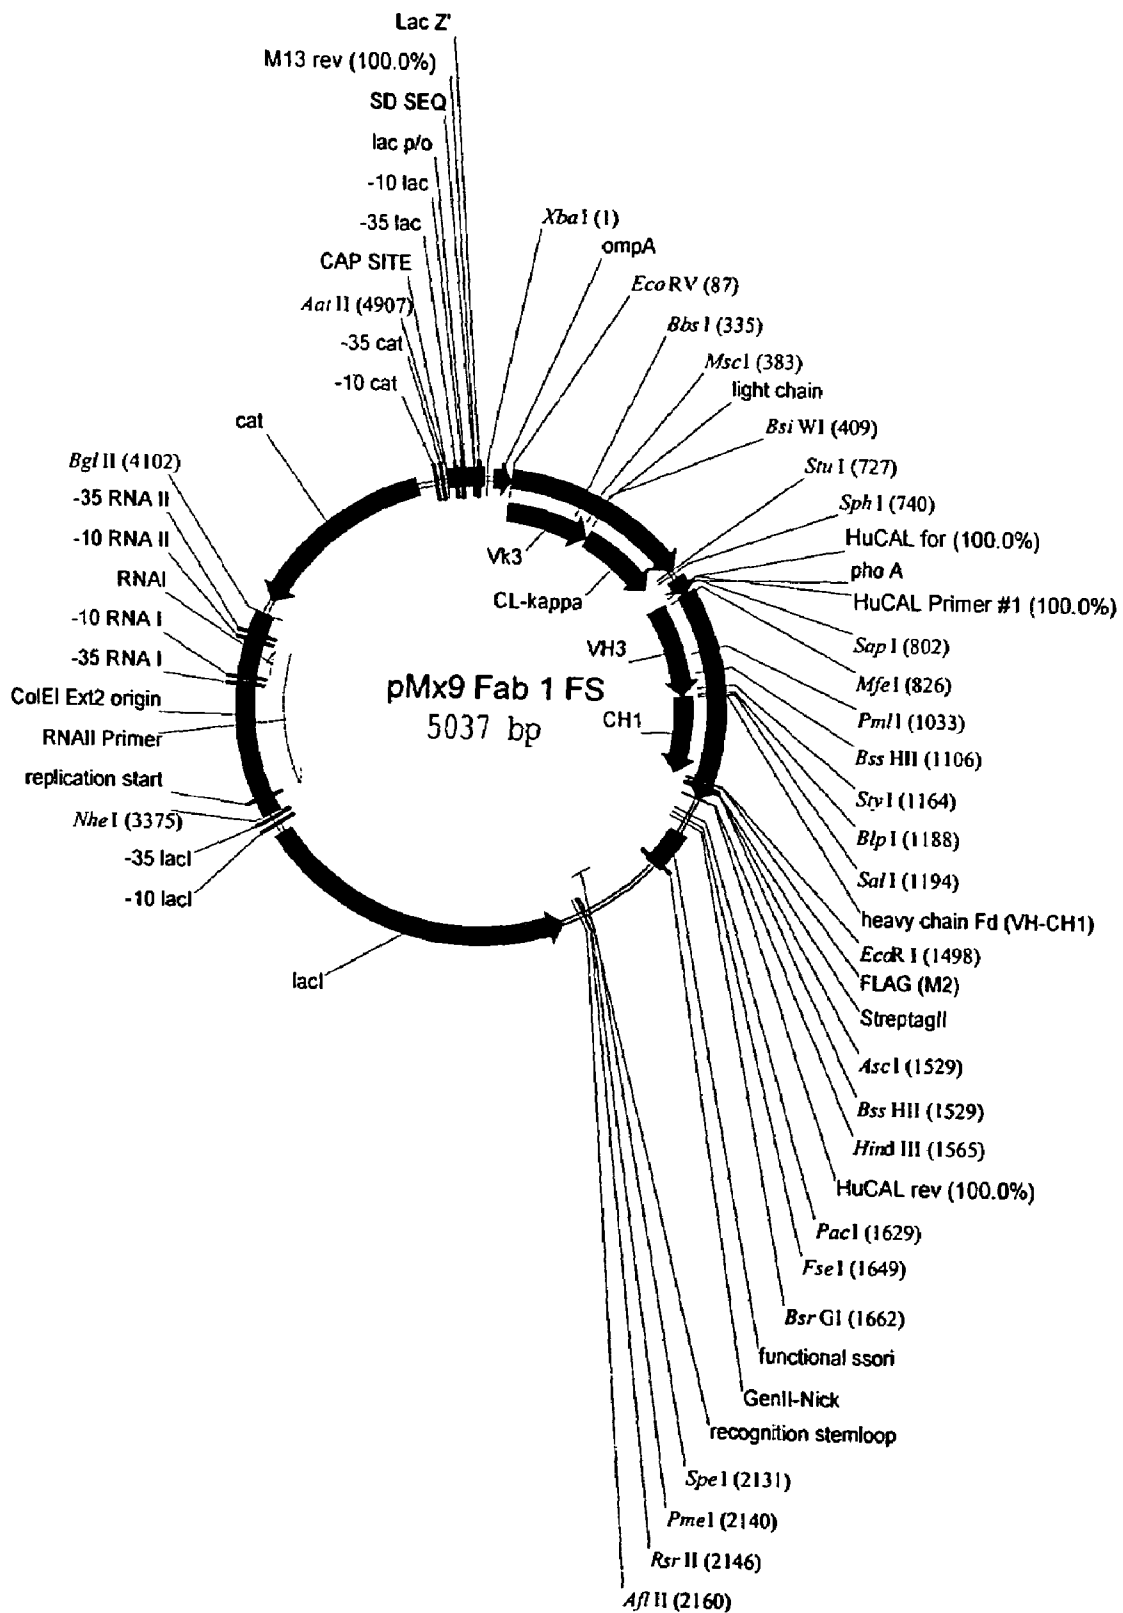 Lac Z'
M13 rev (100.0%)
SD SEQ
lac p/o
-10 lac
-35 lac
CAP SITE
Aat II (4907)
-35 cat
-10 cat
cat
Bgl II (4102)
-35 RNA II
-10 RNA II
RNAI
-10 RNA I
-35 RNA I
ColEI Ext2 origin
RNAII Primer
replication start
Nhe I (3375)
-35 lacI
-10 lacI
lacI
pMx9 Fab 1 FS
5037 bp
Vk3
CL-kappa
VH3
CH1
Xba I (1)
ompA
Eco RV (87)
Bbs I (335)
Msc I (383)
light chain
Bsi WI (409)
Stu I (727)
Sph I (740)
HuCAL for (100.0%)
pho A
HuCAL Primer #1 (100.0%)
Sap I (802)
Mfe I (826)
Pml I (1033)
Bss HII (1106)
Sty I (1164)
Blp I (1188)
Sal I (1194)
heavy chain Fd (VH-CH1)
EcoR I (1498)
FLAG (M2)
StreptagII
Asc I (1529)
Bss HII (1529)
Hind III (1565)
HuCAL rev (100.0%)
Pac I (1629)
Fse I (1649)
Bsr GI (1662)
functional ssori
GenII-Nick
recognition stemloop
Spe I (2131)
Pme I (2140)
Rsr II (2146)
Afl II (2160)